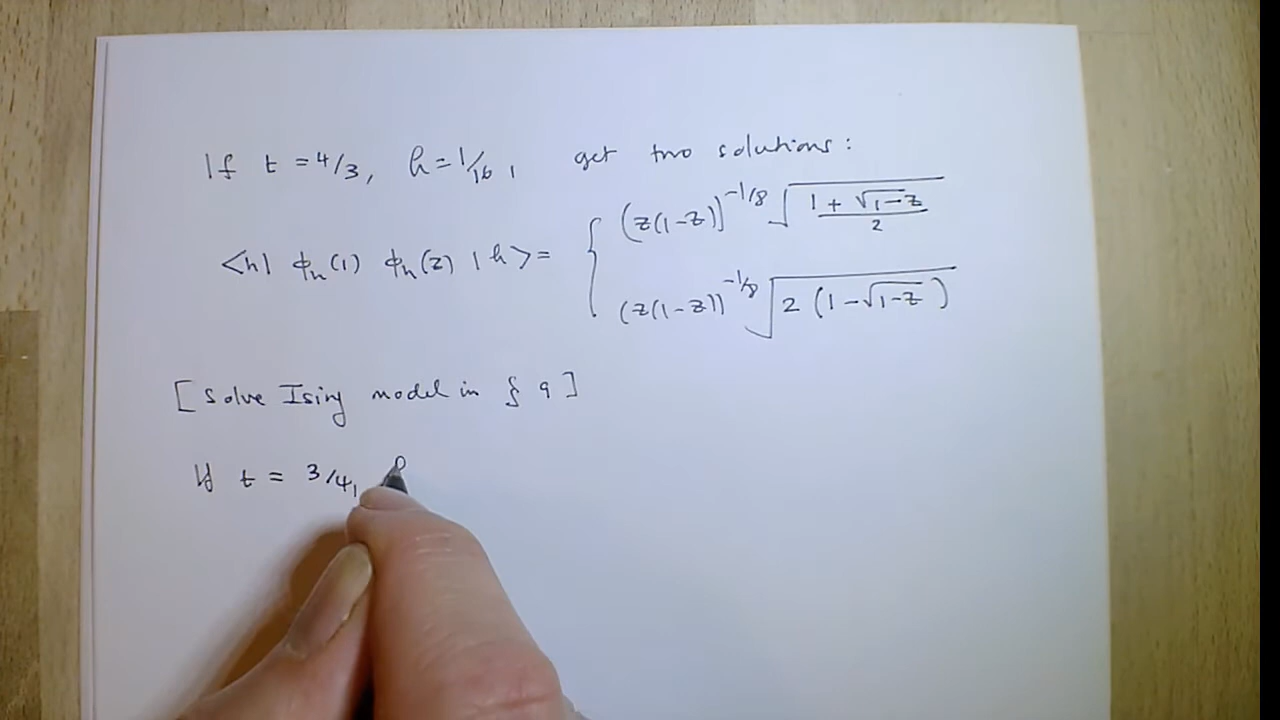 If t = 4/3, h = 1/16, get two solutions:
<h| ϕₕ(1) ϕₕ(z) |h> = { (z(1-z)]^{-1/8} √((1 + √(1-z))/2)
(z(1-z))^{-1/8} √(2 (1-√(1-z)))
[Solve Ising model in § 9]
If t = 3/4,